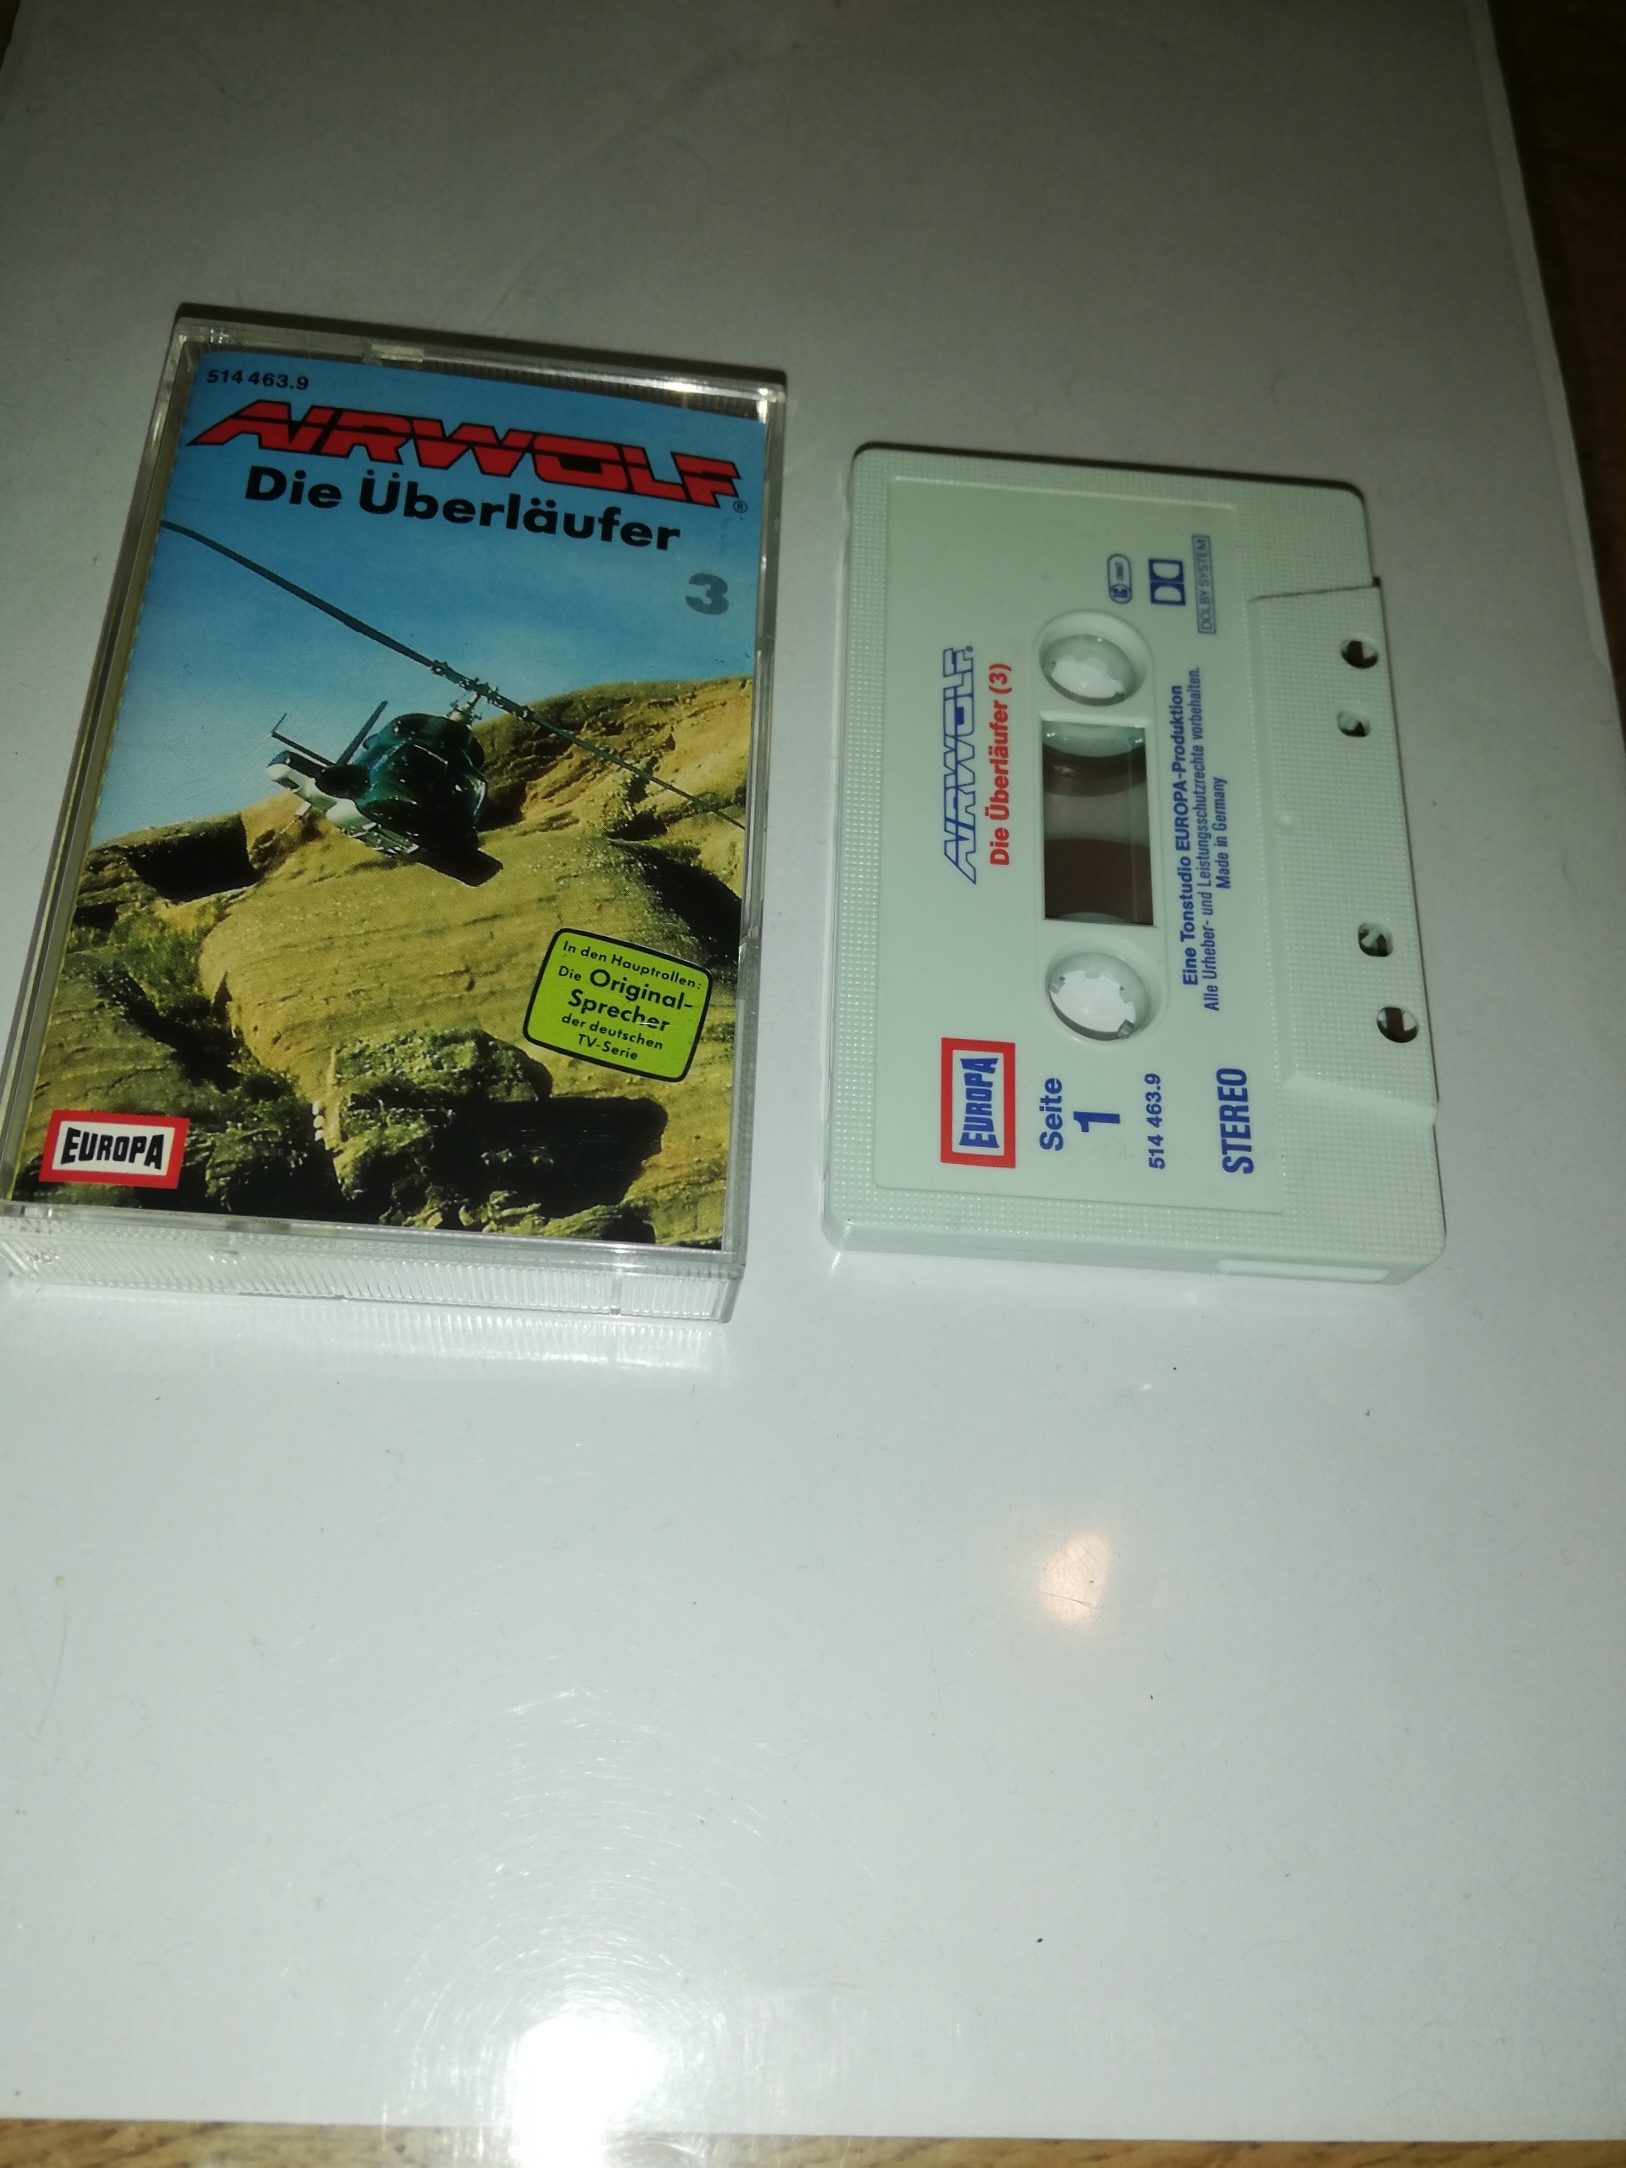 514 463.9
AIRWOLF®
Die Überläufer
3
In den Hauptrollen:
Die Original-
Sprecher
der deutschen
TV-Serie
EUROPA
AIRWOLF
Die Überläufer (3)
EUROPA
Seite
1
514 463.9
STEREO
Eine Tonstudio EUROPA-Produktion
Alle Urheber- und Leistungsschutzrechte vorbehalten.
Made in Germany
DOLBY SYSTEM